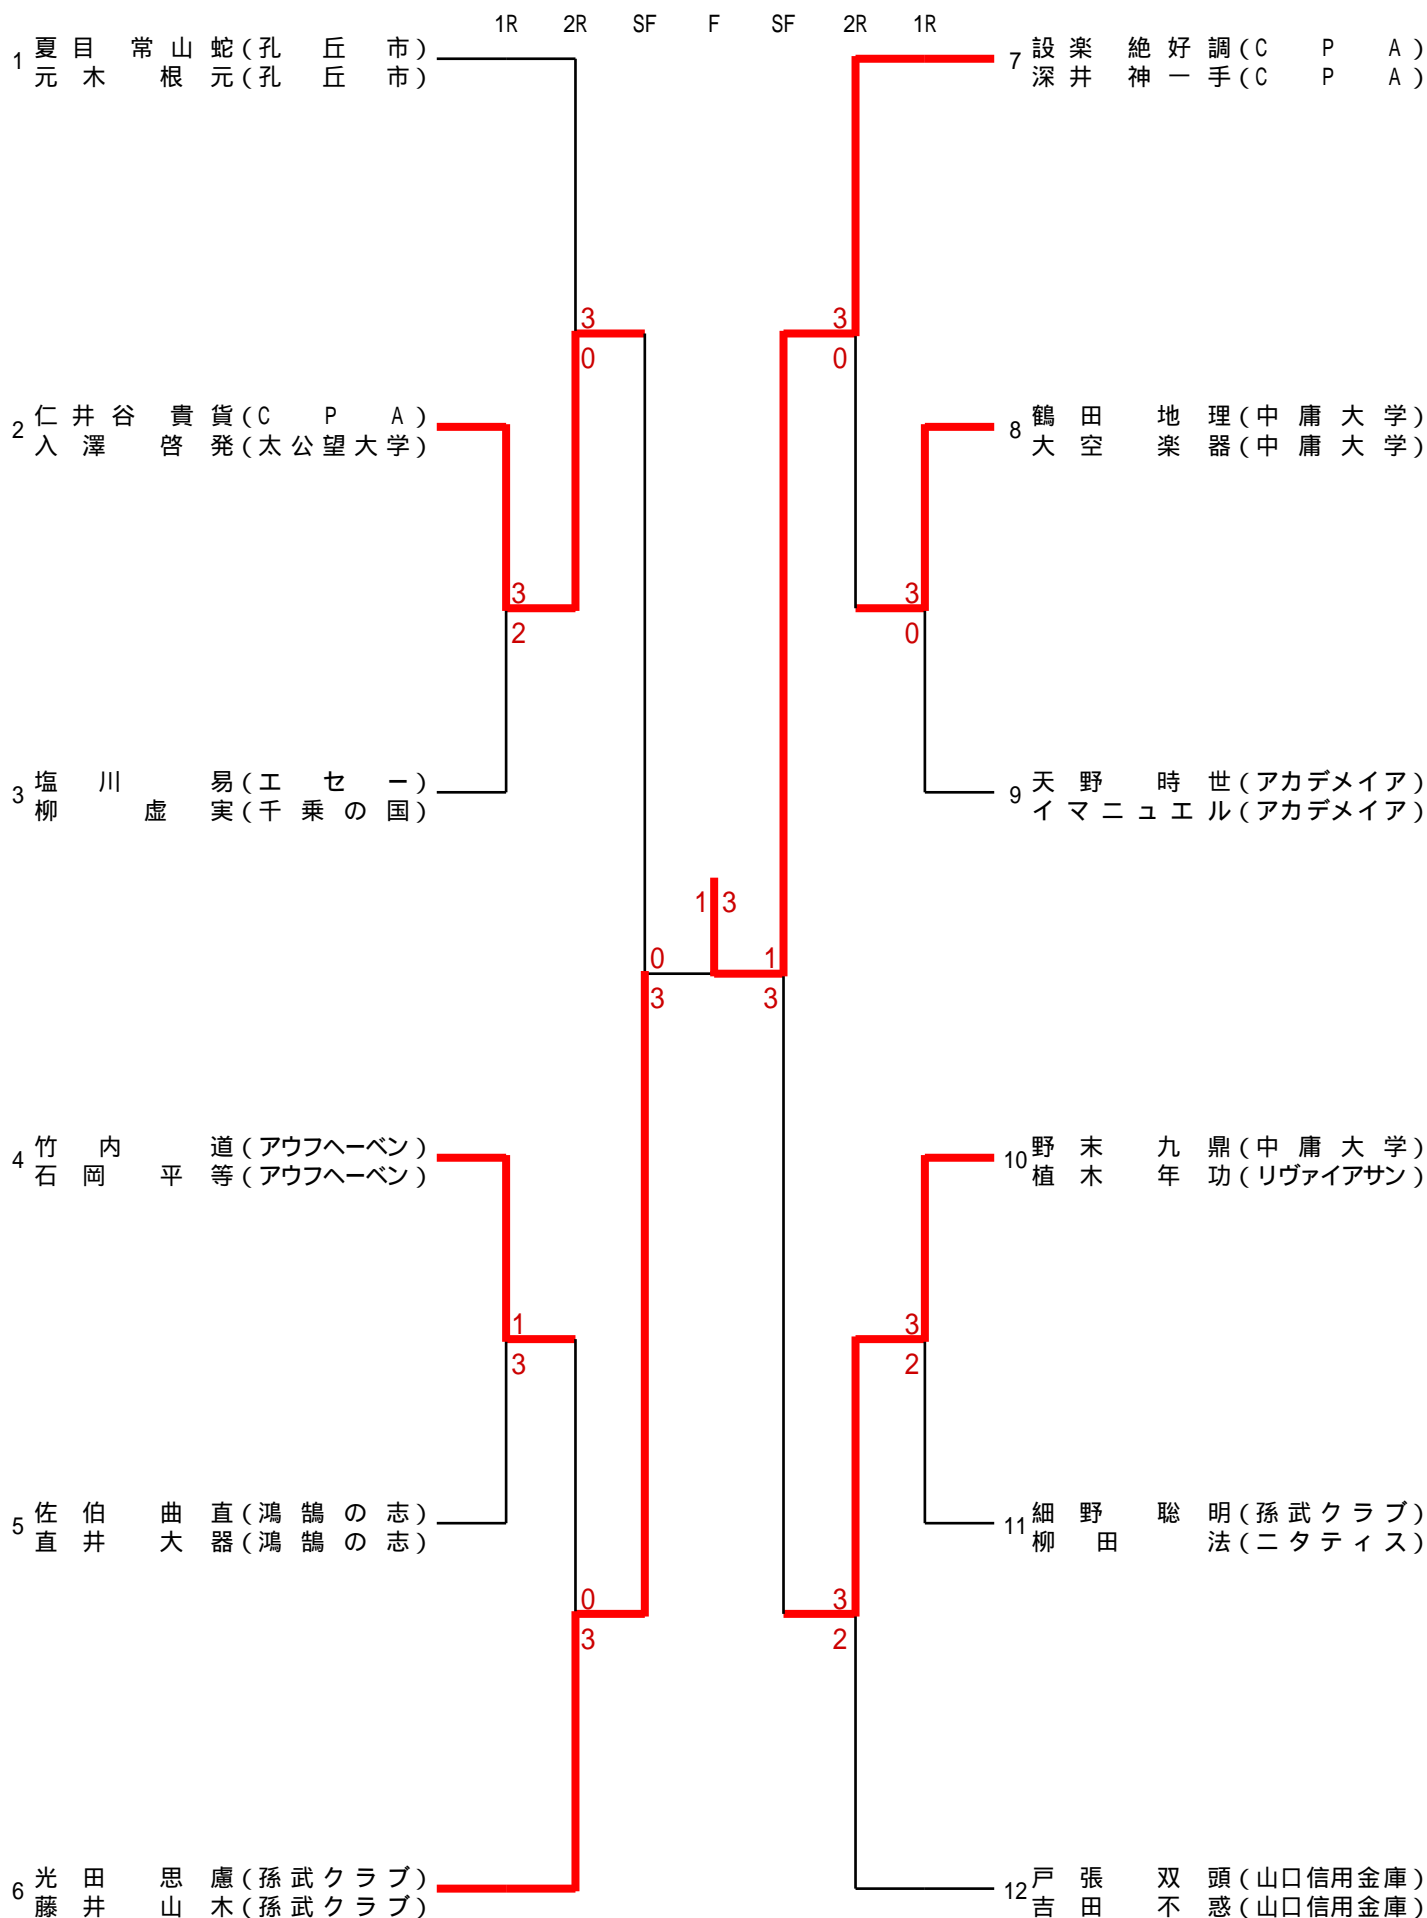 1R 2R SF F SF 2R 1R
1 夏目 常山蛇(孔丘市)
元木 根元(孔丘市)
7 設楽 絶好調(CPA)
深井 神一手(CPA)
3
0
3
0
2 仁井谷 貴貨(CPA)
入澤 啓発(太公望大学)
8 鶴田 地理(中庸大学)
大空 楽器(中庸大学)
3
2
3
0
3 塩川 易(エセー)
柳 虚実(千乗の国)
9 天野 時世(アカデメイア)
イマニュエル(アカデメイア)
1 3
0
3
1
3
4 竹内 道(アウフヘーベン)
石岡 平等(アウフヘーベン)
10 野末 九鼎(中庸大学)
植木 年功(リヴァイアサン)
1
3
3
2
5 佐伯 曲直(鴻鵠の志)
直井 大器(鴻鵠の志)
11 細野 聡明(孫武クラブ)
柳田 法(ニタティス)
0
3
3
2
6 光田 思慮(孫武クラブ)
藤井 山木(孫武クラブ)
12 戸張 双頭(山口信用金庫)
吉田 不惑(山口信用金庫)